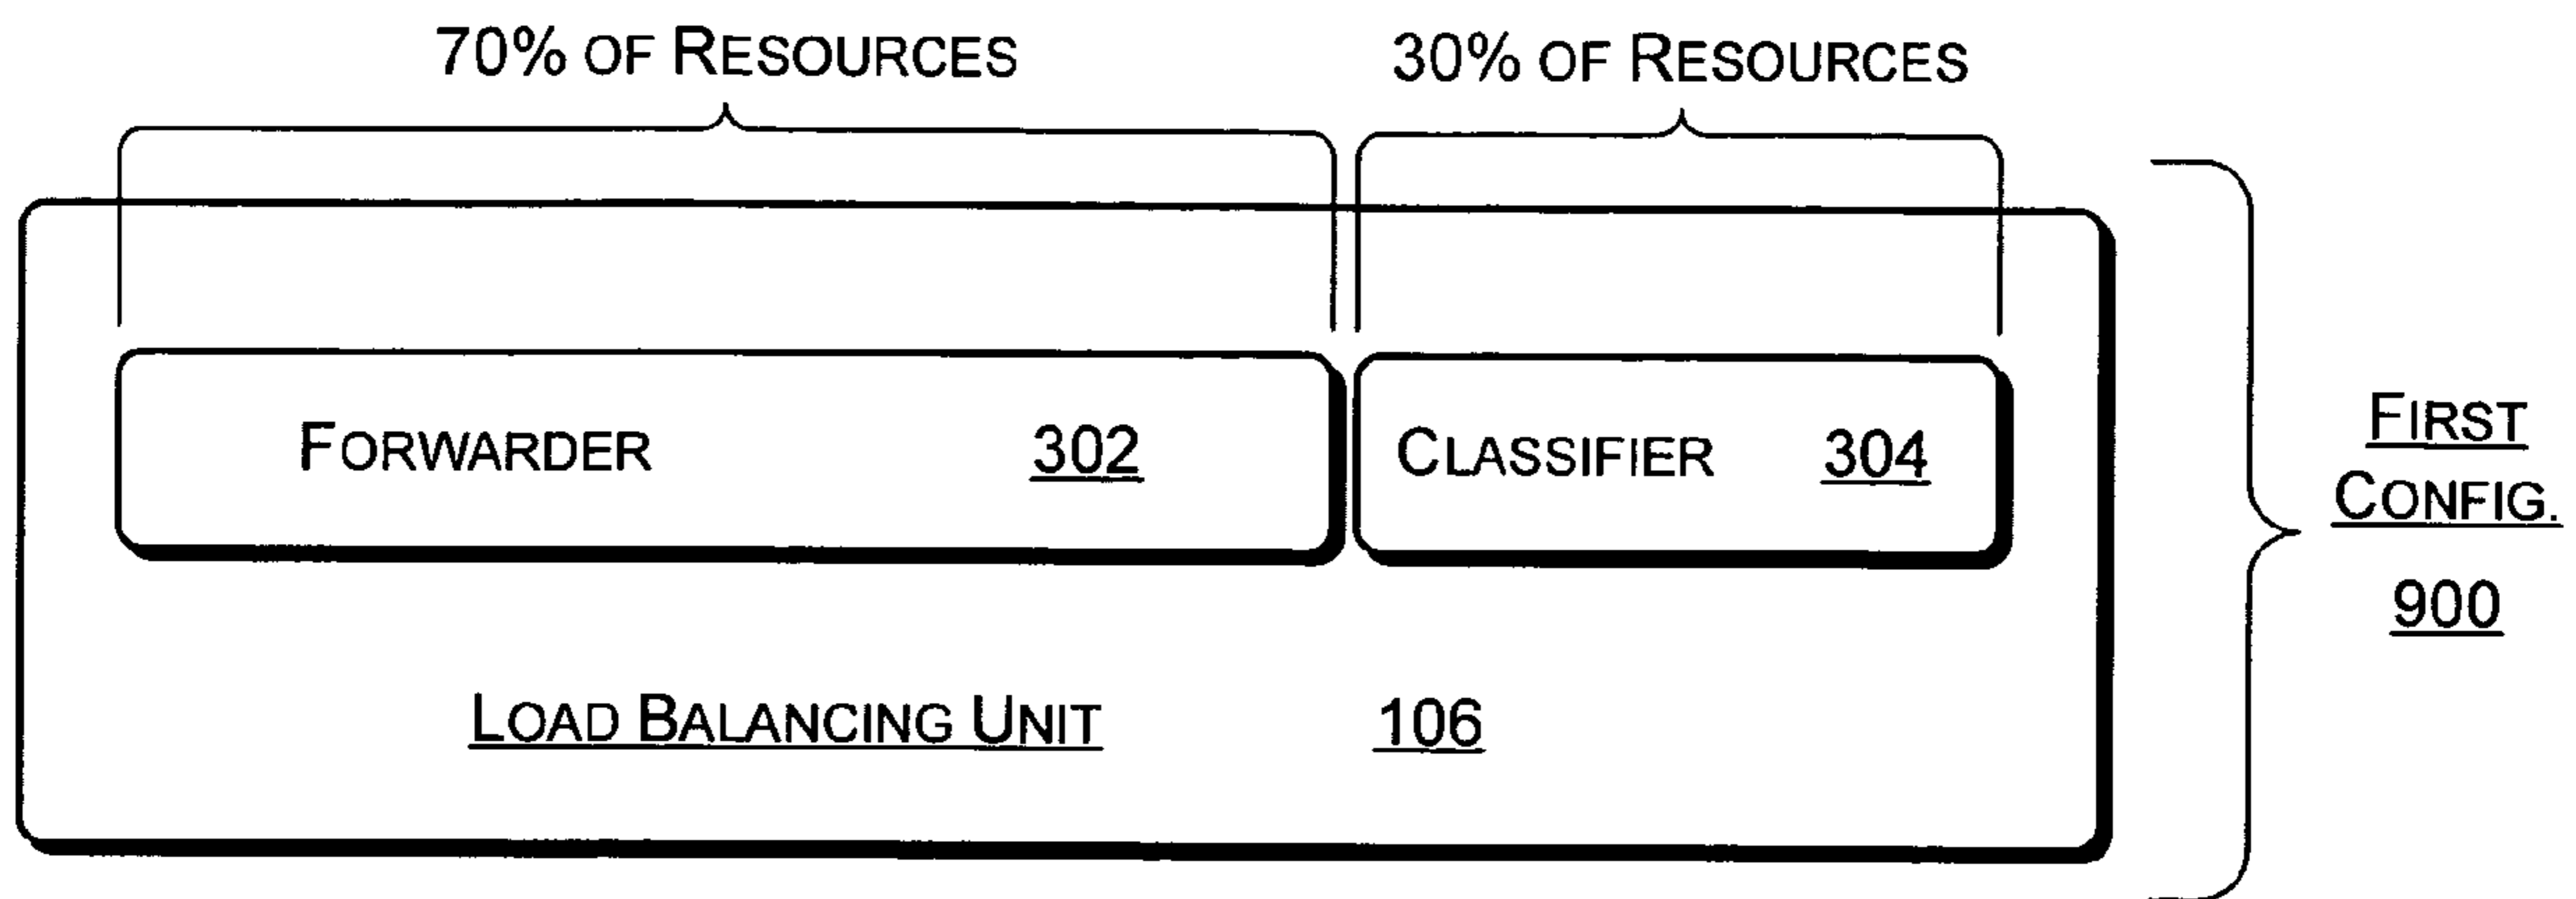 70% OF RESOURCES
30% OF RESOURCES
FORWARDER 302
CLASSIFIER 304
LOAD BALANCING UNIT 106
FIRST
CONFIG.
900